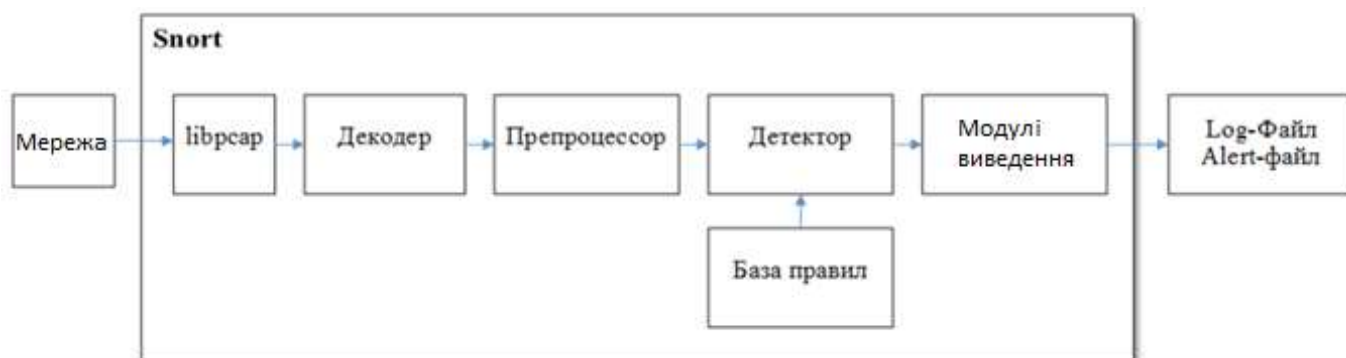 Snort
Мережа
libpcap
Декодер
Препроцессор
Детектор
Модулі
виведення
Log-Файл
Alert-файл
База правил